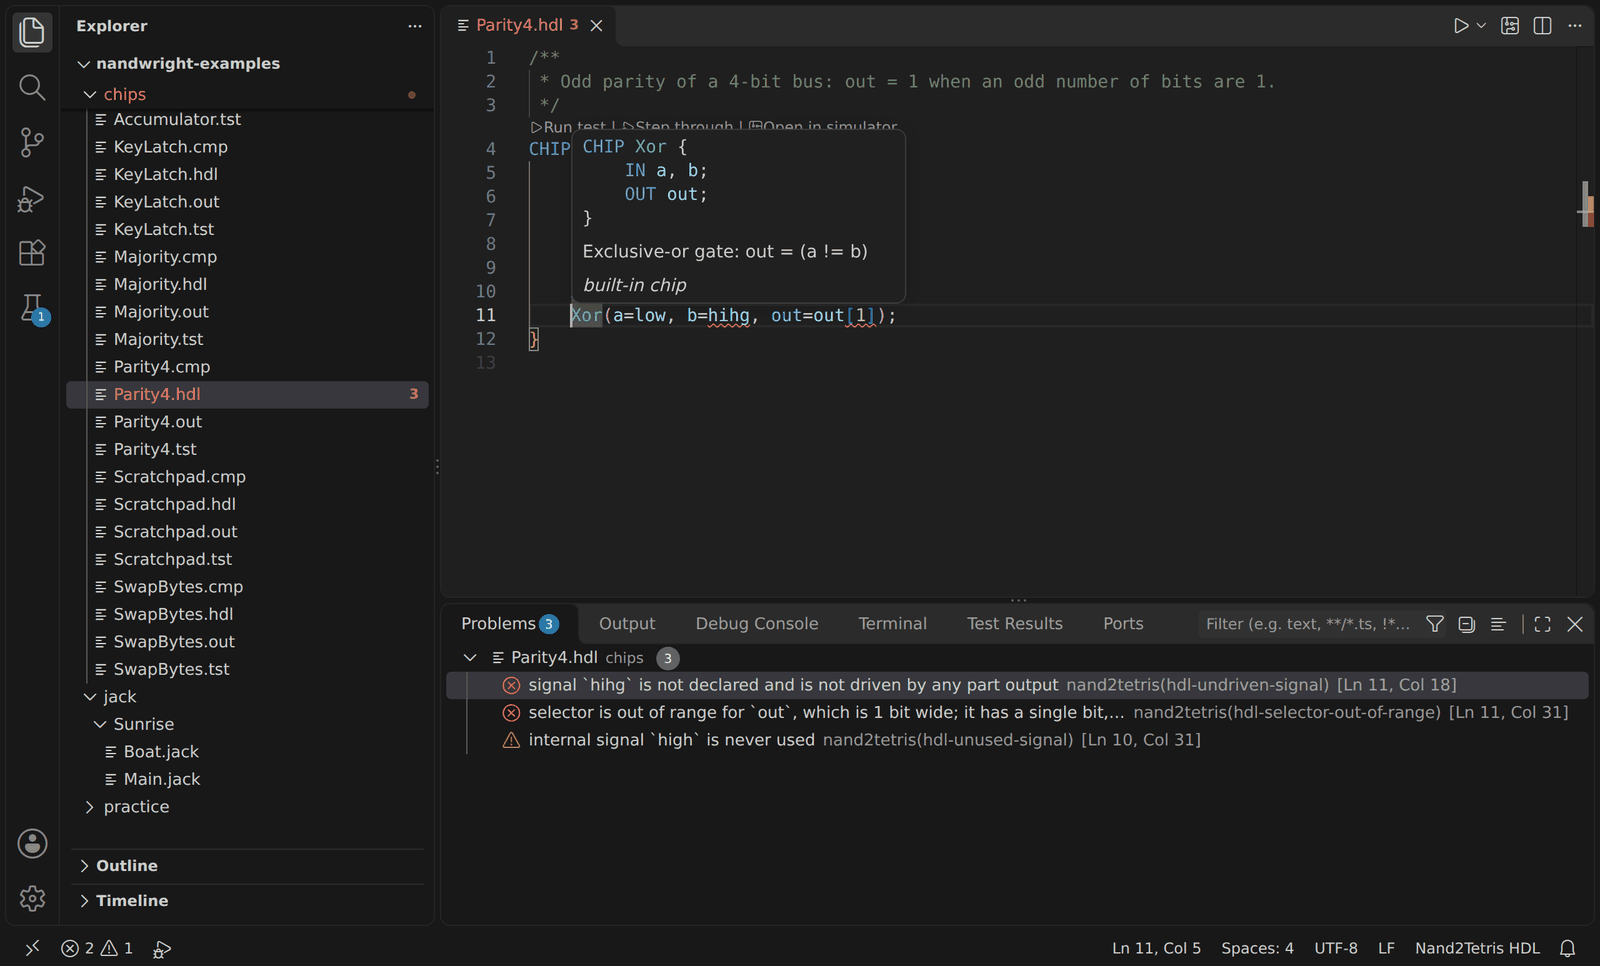 Explorer
nandwright-examples
chips
Accumulator.tst
KeyLatch.cmp
KeyLatch.hdl
KeyLatch.out
KeyLatch.tst
Majority.cmp
Majority.hdl
Majority.out
Majority.tst
Parity4.cmp
Parity4.hdl 3
Parity4.out
Parity4.tst
Scratchpad.cmp
Scratchpad.hdl
Scratchpad.out
Scratchpad.tst
SwapBytes.cmp
SwapBytes.hdl
SwapBytes.out
SwapBytes.tst
jack
Sunrise
Boat.jack
Main.jack
practice
Outline
Timeline
1
Parity4.hdl 3
1 /**
2 * Odd parity of a 4-bit bus: out = 1 when an odd number of bits are 1.
3 */
Run test | Step through | Open in simulator
4 CHIP
5
6
7
8
9
10
11 Xor(a=low, b=hihg, out=out[1]);
12 }
13
CHIP Xor {
IN a, b;
OUT out;
}
Exclusive-or gate: out = (a != b)
built-in chip
Problems 3 Output Debug Console Terminal Test Results Ports Filter (e.g. text, **/*.ts, !*...
Parity4.hdl chips 3
signal `hihg` is not declared and is not driven by any part output nand2tetris(hdl-undriven-signal) [Ln 11, Col 18]
selector is out of range for `out`, which is 1 bit wide; it has a single bit,... nand2tetris(hdl-selector-out-of-range) [Ln 11, Col 31]
internal signal `high` is never used nand2tetris(hdl-unused-signal) [Ln 10, Col 31]
2 1 Ln 11, Col 5 Spaces: 4 UTF-8 LF Nand2Tetris HDL